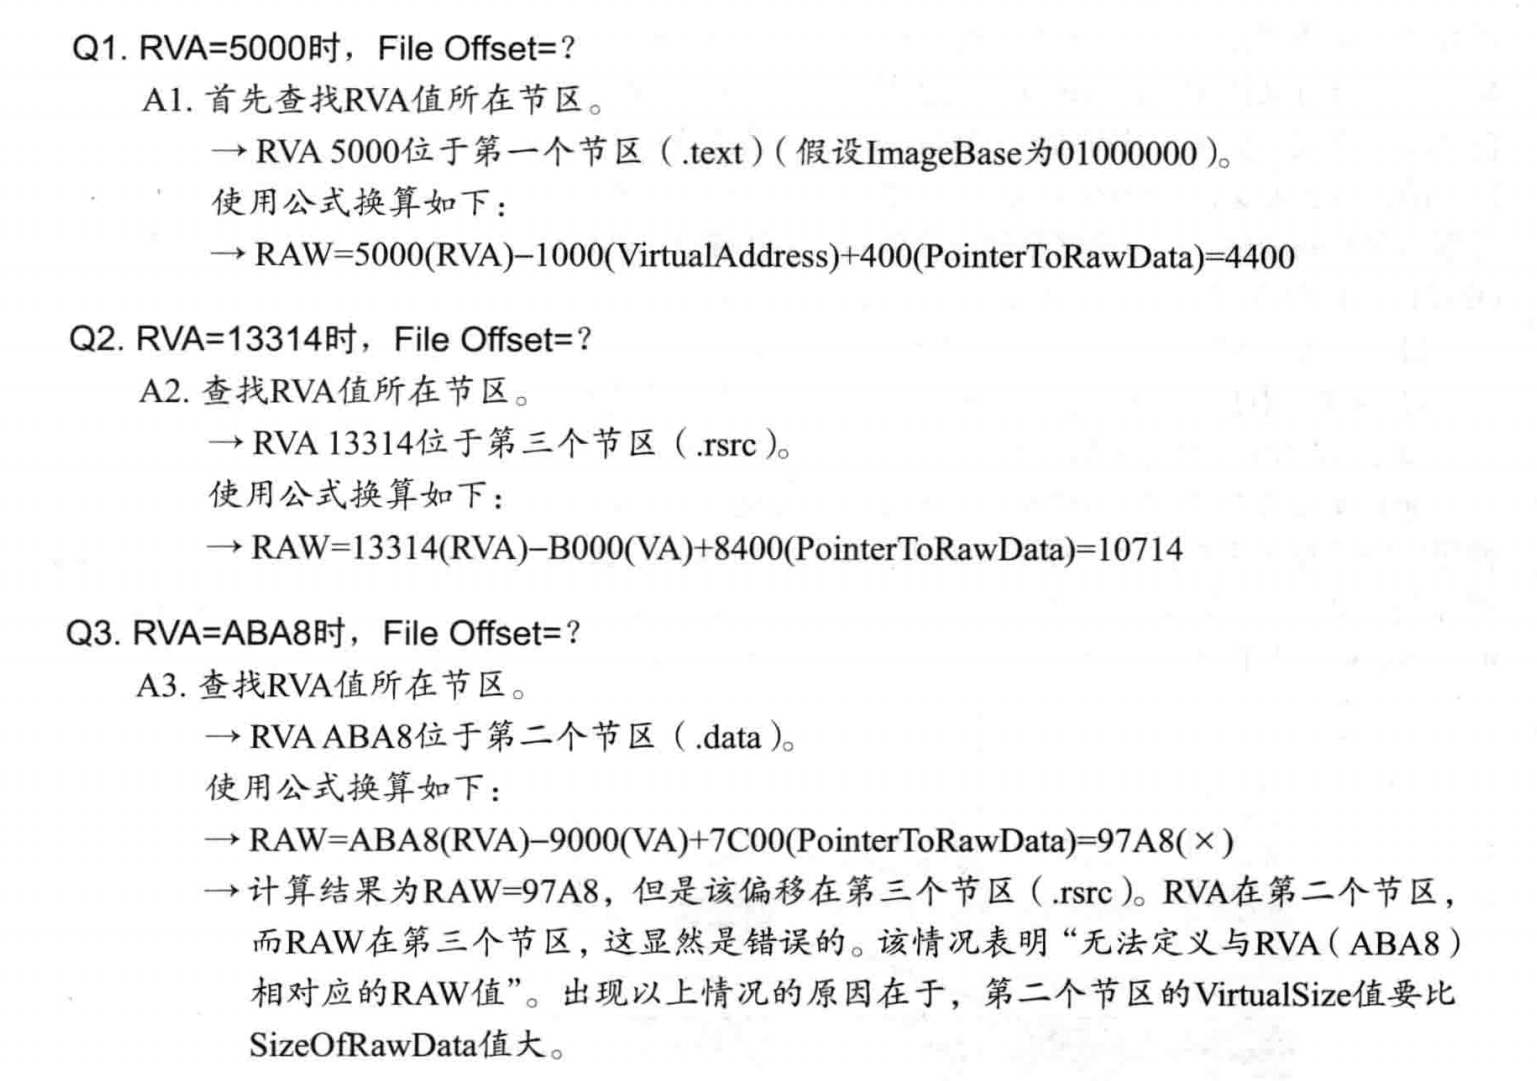 Q1. RVA=5000时，File Offset=？
A1. 首先查找RVA值所在节区。
→ RVA 5000位于第一个节区（.text）（假设ImageBase为01000000）。
使用公式换算如下：
→ RAW=5000(RVA)–1000(VirtualAddress)+400(PointerToRawData)=4400
Q2. RVA=13314时，File Offset=？
A2. 查找RVA值所在节区。
→ RVA 13314位于第三个节区（.rsrc）。
使用公式换算如下：
→ RAW=13314(RVA)–B000(VA)+8400(PointerToRawData)=10714
Q3. RVA=ABA8时，File Offset=？
A3. 查找RVA值所在节区。
→ RVA ABA8位于第二个节区（.data）。
使用公式换算如下：
→ RAW=ABA8(RVA)–9000(VA)+7C00(PointerToRawData)=97A8(×)
→ 计算结果为RAW=97A8，但是该偏移在第三个节区（.rsrc）。RVA在第二个节区，
而RAW在第三个节区，这显然是错误的。该情况表明“无法定义与RVA（ABA8）
相对应的RAW值”。出现以上情况的原因在于，第二个节区的VirtualSize值要比
SizeOfRawData值大。